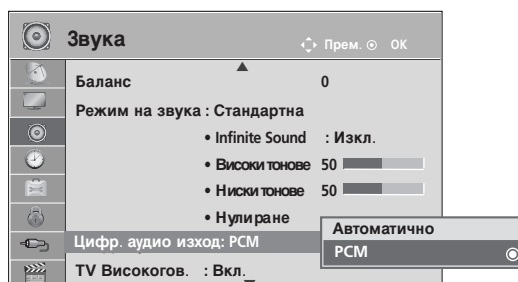 Звука
Прем. ОК
Баланс 0
Режим на звука : Стандартна
• Infinite Sound : Изкл.
• Високи тонове 50
• Ниски тонове 50
• Нулиране
Цифр. аудио изход: PCM
Автоматично
PCM
TV Високогов. : Вкл.